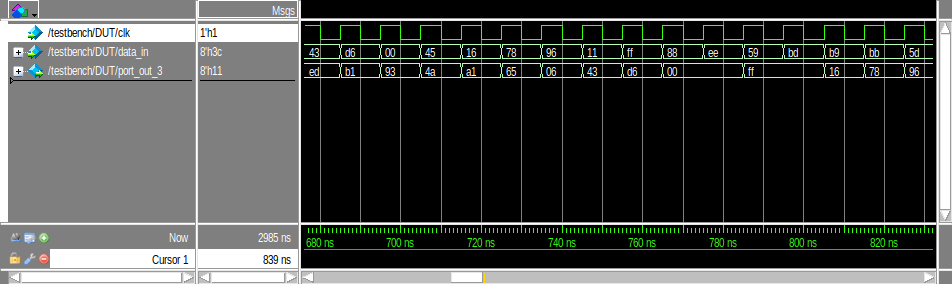 Msgs
/testbench/DUT/clk 1'h1
/testbench/DUT/data_in 8'h3c 43 d6 00 45 16 78 96 11 ff 88 ee 59 bd b9 bb 5d
/testbench/DUT/port_out_3 8'h11 ed b1 93 4a a1 65 06 43 d6 00 ff 16 78 96
Now 2985 ns 680 ns 700 ns 720 ns 740 ns 760 ns 780 ns 800 ns 820 ns
Cursor 1 839 ns